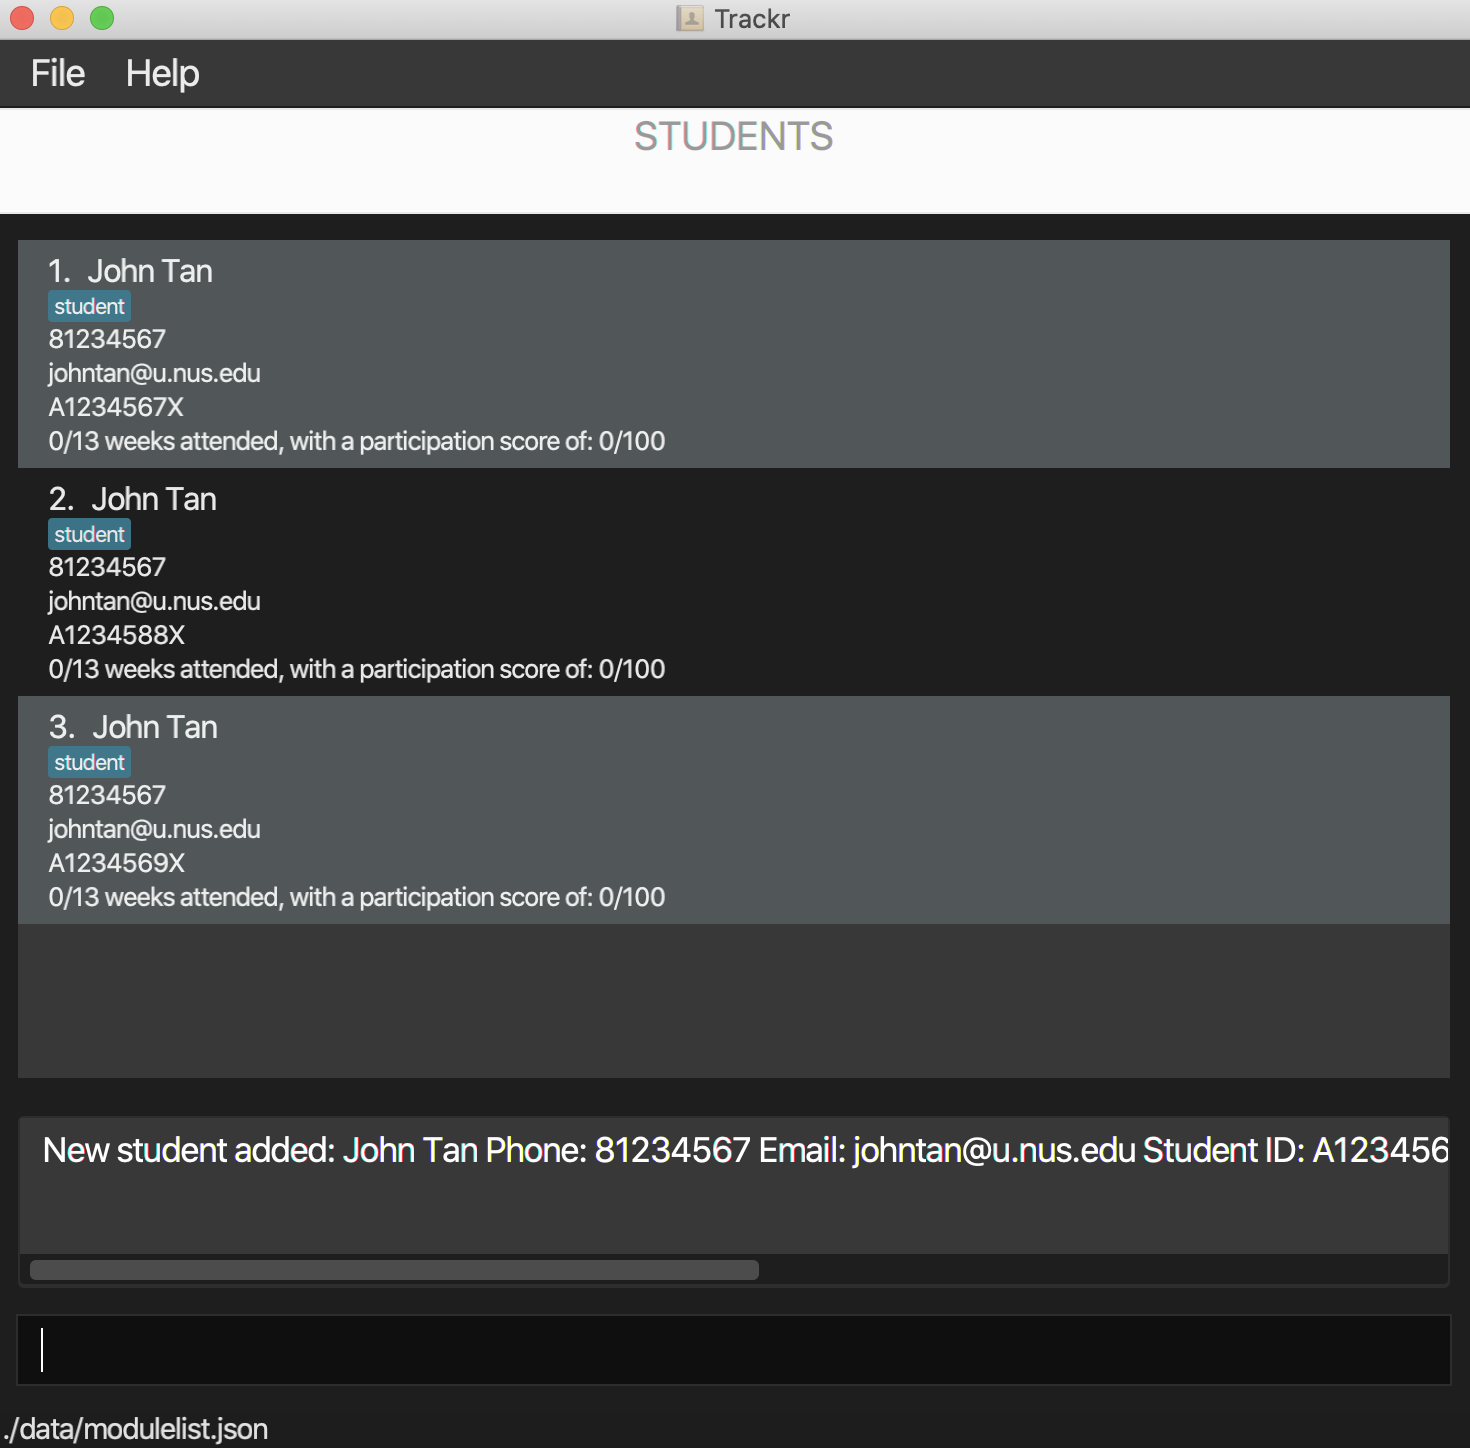 Trackr
File Help
STUDENTS
1. John Tan
student
81234567
johntan@u.nus.edu
A1234567X
0/13 weeks attended, with a participation score of: 0/100
2. John Tan
student
81234567
johntan@u.nus.edu
A1234588X
0/13 weeks attended, with a participation score of: 0/100
3. John Tan
student
81234567
johntan@u.nus.edu
A1234569X
0/13 weeks attended, with a participation score of: 0/100
New student added: John Tan Phone: 81234567 Email: johntan@u.nus.edu Student ID: A123456
./data/modulelist.json